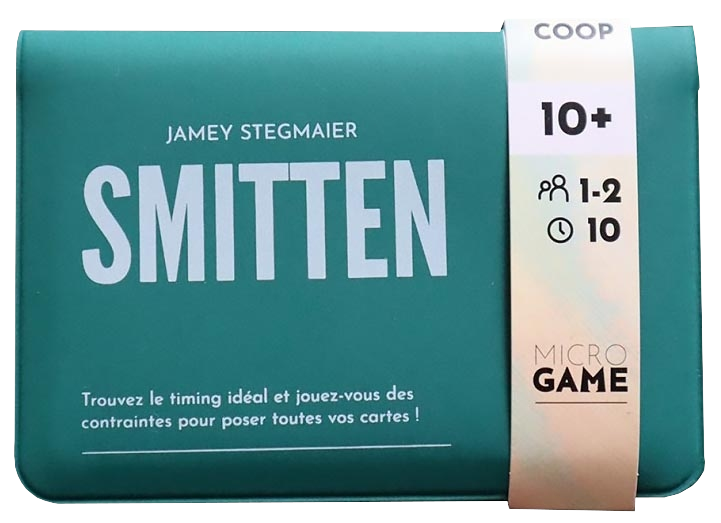 COOP
10+
1-2
10
JAMEY STEGMAIER
SMITTEN
Trouvez le timing idéal et jouez-vous des
contraintes pour poser toutes vos cartes !
MICRO
GAME